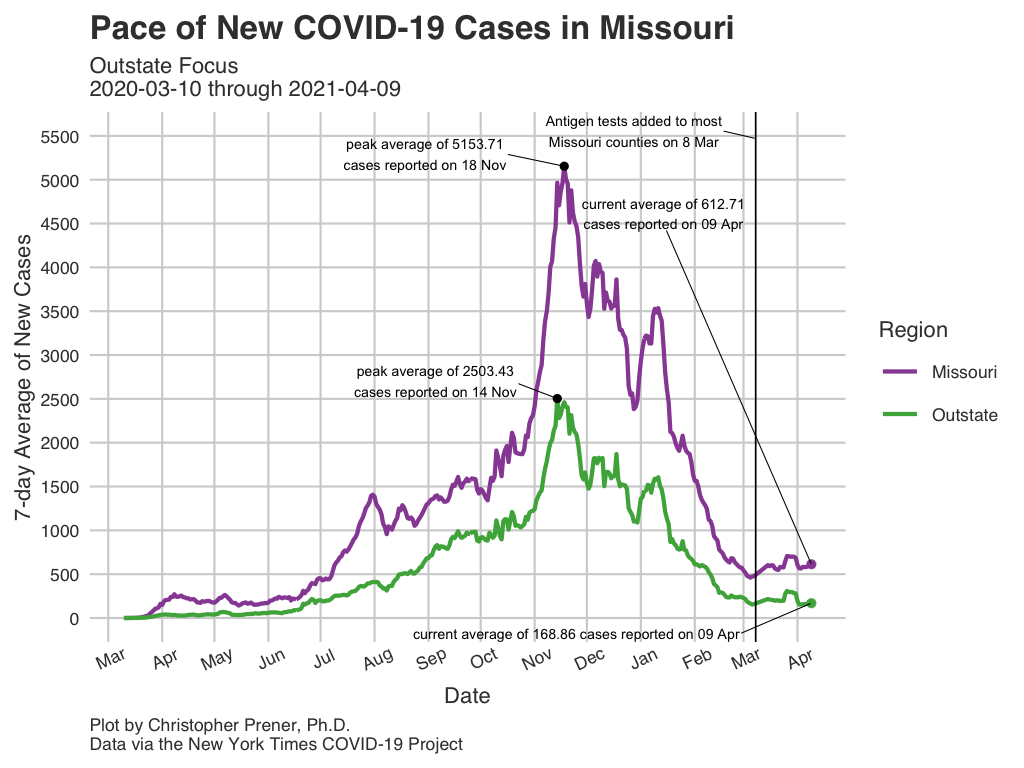 Pace of New COVID-19 Cases in Missouri
Outstate Focus
2020-03-10 through 2021-04-09
7-day Average of New Cases
5500
5000
4500
4000
3500
3000
2500
2000
1500
1000
500
0
Antigen tests added to most
Missouri counties on 8 Mar
peak average of 5153.71
cases reported on 18 Nov
current average of 612.71
cases reported on 09 Apr
peak average of 2503.43
cases reported on 14 Nov
current average of 168.86 cases reported on 09 Apr
Mar Apr May Jun Jul Aug Sep Oct Nov Dec Jan Feb Mar Apr
Date
Region
Missouri
Outstate
Plot by Christopher Prener, Ph.D.
Data via the New York Times COVID-19 Project